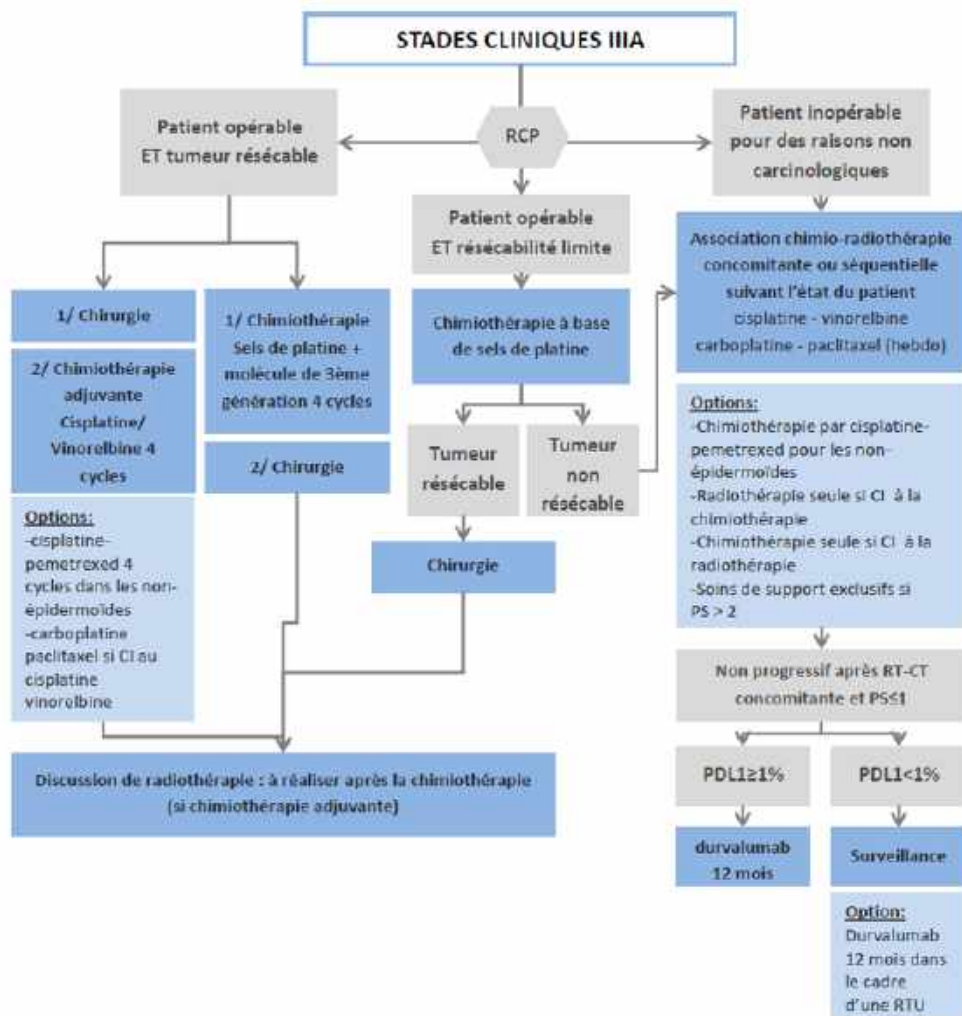 STADES CLINIQUES IIIA
RCP
Patient opérable
ET tumeur résécable
1/ Chirurgie
2/ Chimiothérapie
adjuvante
Cisplatine/
Vinorelbine 4
cycles
Options:
-cisplatine-
pemetrexed 4
cycles dans les non-
épidermoïdes
-carboplatine
paclitaxel si CI au
cisplatine
vinorelbine
1/ Chimiothérapie
Sels de platine +
molécule de 3ème
génération 4 cycles
2/ Chirurgie
Patient opérable
ET résécabilité limite
Chimiothérapie à base
de sels de platine
Tumeur
résécable
Tumeur
non
résécable
Chirurgie
Discussion de radiothérapie : à réaliser après la chimiothérapie
(si chimiothérapie adjuvante)
Patient inopérable
pour des raisons non
carcinologiques
Association chimio-radiothérapie
concomitante ou séquentielle
suivant l'état du patient
cisplatine - vinorelbine
carboplatine - paclitaxel (hebdo)
Options:
-Chimiothérapie par cisplatine-
pemetrexed pour les non-
épidermoïdes
-Radiothérapie seule si CI à la
chimiothérapie
-Chimiothérapie seule si CI à la
radiothérapie
-Soins de support exclusifs si
PS > 2
Non progressif après RT-CT
concomitante et PS≤1
PDL1≥1%
PDL1<1%
durvalumab
12 mois
Surveillance
Option:
Durvalumab
12 mois dans
le cadre
d'une RTU